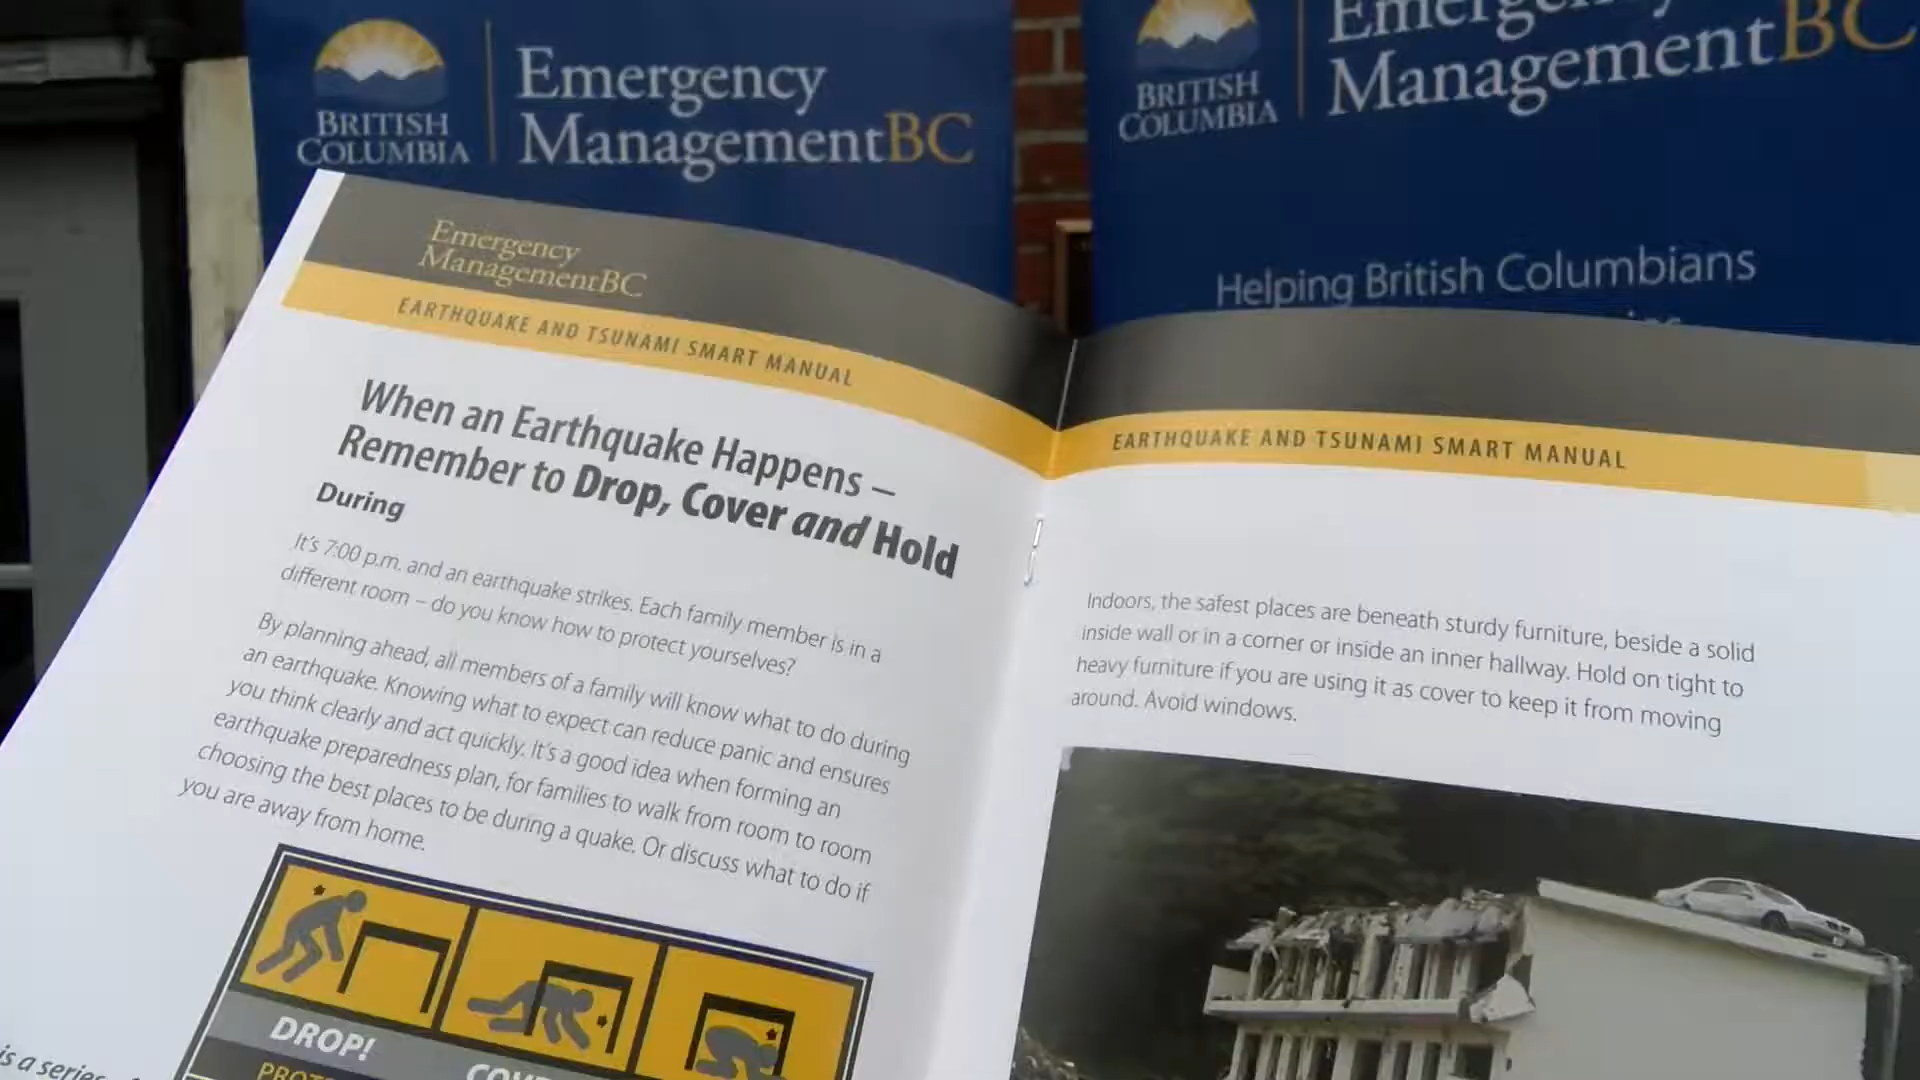 BRITISH
COLUMBIA
Emergency
ManagementBC
BRITISH
COLUMBIA
Emergency
ManagementBC
Helping British Columbians
Emergency
ManagementBC
EARTHQUAKE AND TSUNAMI SMART MANUAL
When an Earthquake Happens –
Remember to Drop, Cover and Hold
During
It's 7:00 p.m. and an earthquake strikes. Each family member is in a
different room – do you know how to protect yourselves?
By planning ahead, all members of a family will know what to do during
an earthquake. Knowing what to expect can reduce panic and ensures
you think clearly and act quickly. It's a good idea when forming an
earthquake preparedness plan, for families to walk from room to room
choosing the best places to be during a quake. Or discuss what to do if
you are away from home.
DROP!
is a series
EARTHQUAKE AND TSUNAMI SMART MANUAL
Indoors, the safest places are beneath sturdy furniture, beside a solid
inside wall or in a corner or inside an inner hallway. Hold on tight to
heavy furniture if you are using it as cover to keep it from moving
around. Avoid windows.